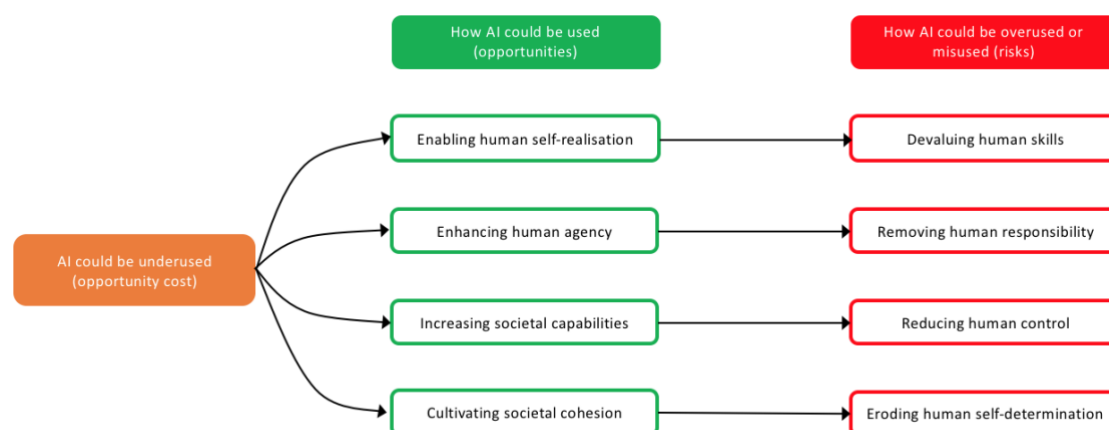 How AI could be used
(opportunities)
How AI could be overused or
misused (risks)
Enabling human self-realisation
Devaluing human skills
Enhancing human agency
Removing human responsibility
AI could be underused
(opportunity cost)
Increasing societal capabilities
Reducing human control
Cultivating societal cohesion
Eroding human self-determination